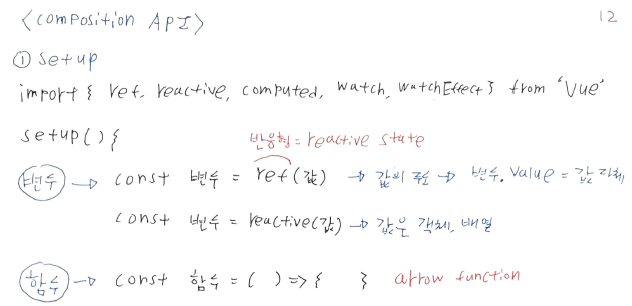 <Composition API> 12
① setup
import { ref, reactive, computed, watch, watchEffect } from 'Vue'
setup() {
반응형 = reactive state
변수 → const 변수 = ref(값) → 값의 주소 → 변수.value = 값 자체
const 변수 = reactive(값) → 값은 객체, 배열
함수 → const 함수 = ( ) => { } arrow function